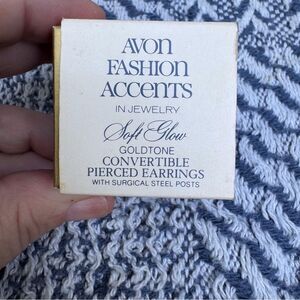 AVON
FASHION
ACCENTS
IN JEWELRY
Soft Glow
GOLDTONE
CONVERTIBLE
PIERCED EARRINGS
WITH SURGICAL STEEL POSTS